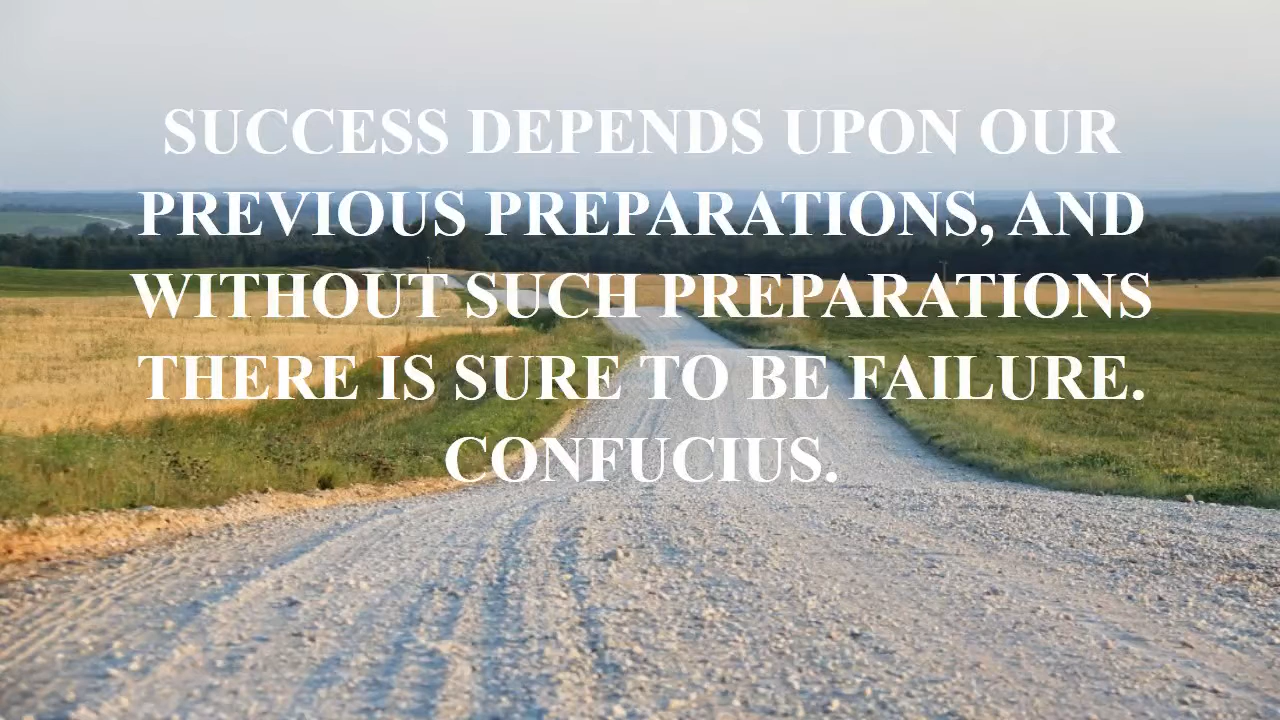 SUCCESS DEPENDS UPON OUR
PREVIOUS PREPARATIONS, AND
WITHOUT SUCH PREPARATIONS
THERE IS SURE TO BE FAILURE.
CONFUCIUS.